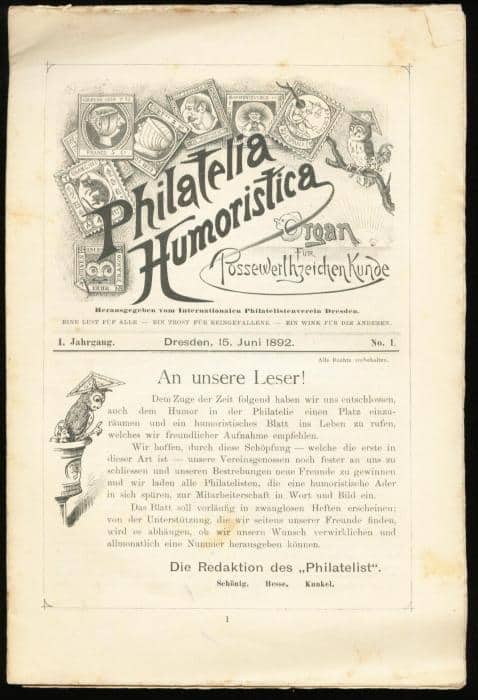 Philatelia
Humoristica
Organ
FÜR
PossewerthzeichenKunde
Herausgegeben vom Internationalen Philatelistenverein Dresden.
EINE LUST FÜR ALLE — EIN TROST FÜR REINGEFALLENE — EIN WINK FÜR DIE ANDEREN.
I. Jahrgang. Dresden, 15. Juni 1892. No. 1.
Alle Rechte vorbehalten.
An unsere Leser!
Dem Zuge der Zeit folgend haben wir uns entschlossen,
auch dem Humor in der Philatelie einen Platz einzu-
räumen und ein humoristisches Blatt ins Leben zu rufen,
welches wir freundlicher Aufnahme empfehlen.
Wir hoffen, durch diese Schöpfung — welche die erste in
dieser Art ist — unsere Vereinsgenossen noch fester an uns zu
schliessen und unseren Bestrebungen neue Freunde zu gewinnen
und wir laden alle Philatelisten, die eine humoristische Ader
in sich spüren, zur Mitarbeiterschaft in Wort und Bild ein.
Das Blatt soll vorläufig in zwanglosen Heften erscheinen;
von der Unterstützung, die wir seitens unserer Freunde finden,
wird es abhängen, ob wir unsern Wunsch verwirklichen und
allmonatlich eine Nummer herausgeben können.
Die Redaktion des „Philatelist".
Schönig, Hesse, Kunkel.
1